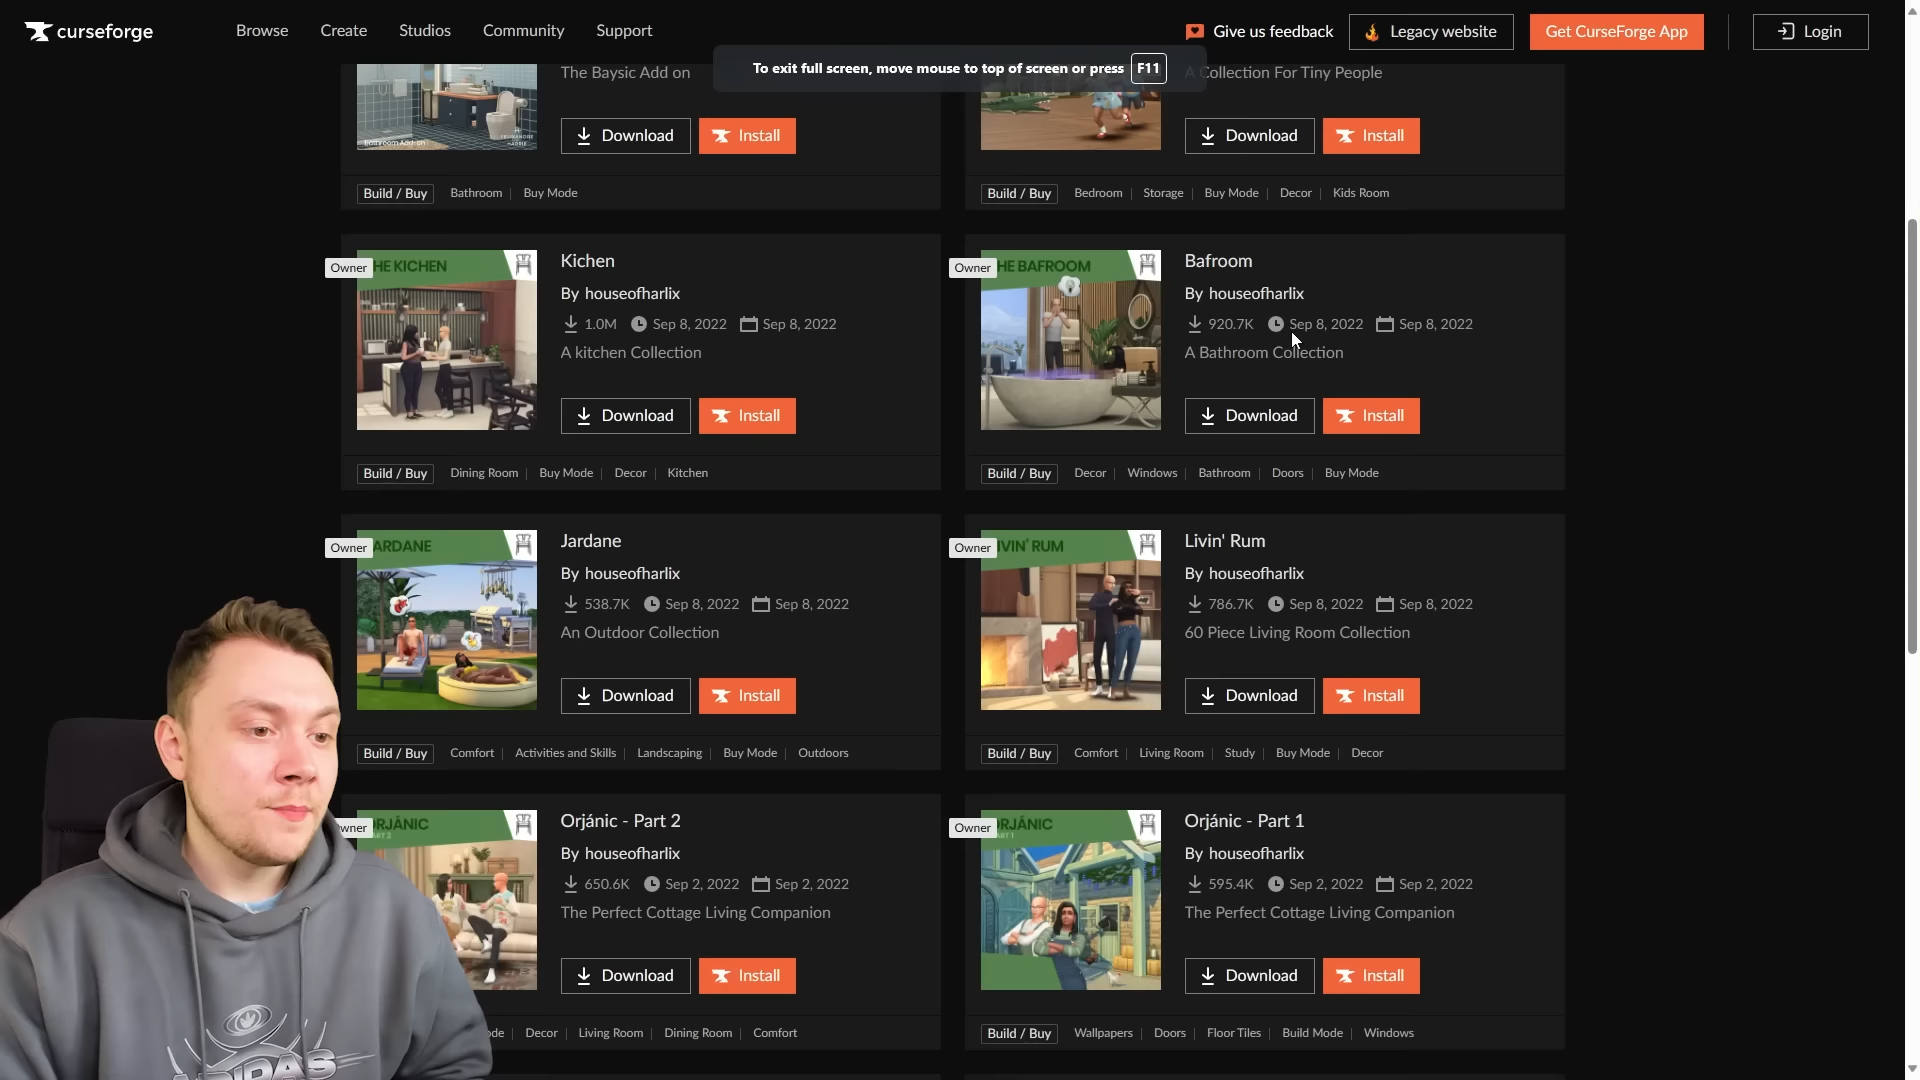 curseforge
Browse
Create
Studios
Community
Support
Give us feedback
Legacy website
Get CurseForge App
Login
To exit full screen, move mouse to top of screen or press F11
The Baysic Add on
Download
Install
Build / Buy
Bathroom
Buy Mode
A Collection For Tiny People
Download
Install
Build / Buy
Bedroom
Storage
Buy Mode
Decor
Kids Room
Owner
HE KICHEN
Kichen
By houseofharlix
1.0M
Sep 8, 2022
Sep 8, 2022
A kitchen Collection
Download
Install
Build / Buy
Dining Room
Buy Mode
Decor
Kitchen
Owner
HE BAFROOM
Bafroom
By houseofharlix
920.7K
Sep 8, 2022
Sep 8, 2022
A Bathroom Collection
Download
Install
Build / Buy
Decor
Windows
Bathroom
Doors
Buy Mode
Owner
ARDANE
Jardane
By houseofharlix
538.7K
Sep 8, 2022
Sep 8, 2022
An Outdoor Collection
Download
Install
Build / Buy
Comfort
Activities and Skills
Landscaping
Buy Mode
Outdoors
Owner
IVIN' RUM
Livin' Rum
By houseofharlix
786.7K
Sep 8, 2022
Sep 8, 2022
60 Piece Living Room Collection
Download
Install
Build / Buy
Comfort
Living Room
Study
Buy Mode
Decor
wner
RJÁNIC
Orjánic - Part 2
By houseofharlix
650.6K
Sep 2, 2022
Sep 2, 2022
The Perfect Cottage Living Companion
Download
Install
de
Decor
Living Room
Dining Room
Comfort
Owner
RJÁNIC
Orjánic - Part 1
By houseofharlix
595.4K
Sep 2, 2022
Sep 2, 2022
The Perfect Cottage Living Companion
Download
Install
Build / Buy
Wallpapers
Doors
Floor Tiles
Build Mode
Windows